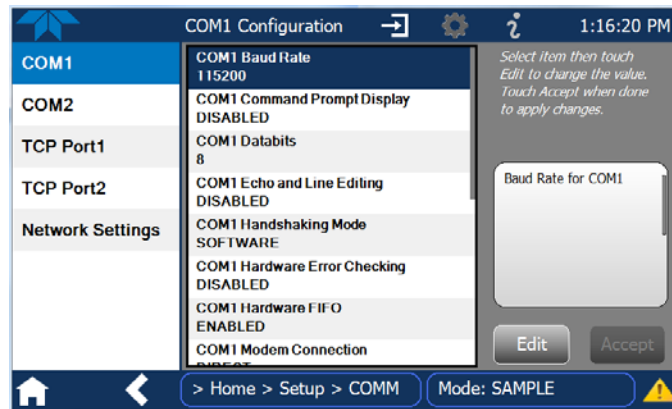 COM1 Configuration
1:16:20 PM
COM1
COM2
TCP Port1
TCP Port2
Network Settings
COM1 Baud Rate
115200
COM1 Command Prompt Display
DISABLED
COM1 Databits
8
COM1 Echo and Line Editing
DISABLED
COM1 Handshaking Mode
SOFTWARE
COM1 Hardware Error Checking
DISABLED
COM1 Hardware FIFO
ENABLED
COM1 Modem Connection
DIRECT
Select item then touch
Edit to change the value.
Touch Accept when done
to apply changes.
Baud Rate for COM1
Edit
Accept
> Home > Setup > COMM
Mode: SAMPLE